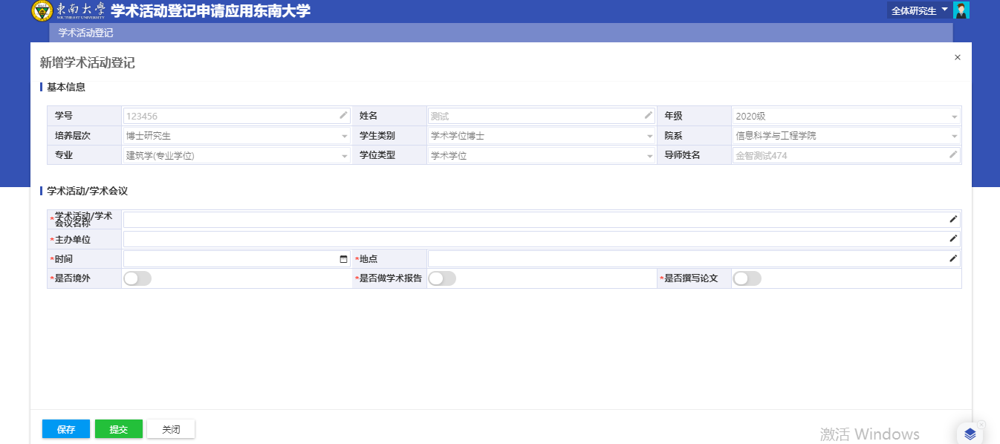 東南大學 学术活动登记申请应用东南大学 全体研究生
SOUTHEAST UNIVERSITY
学术活动登记
新增学术活动登记 ×
基本信息
学号 123456 姓名 测试 年级 2020级
培养层次 博士研究生 学生类别 学术学位博士 院系 信息科学与工程学院
专业 建筑学(专业学位) 学位类型 学术学位 导师姓名 金智测试474
学术活动/学术会议
*学术活动/学术
会议名称
*主办单位
*时间 *地点
*是否境外 *是否做学术报告 *是否撰写论文
保存 提交 关闭
激活 Windows